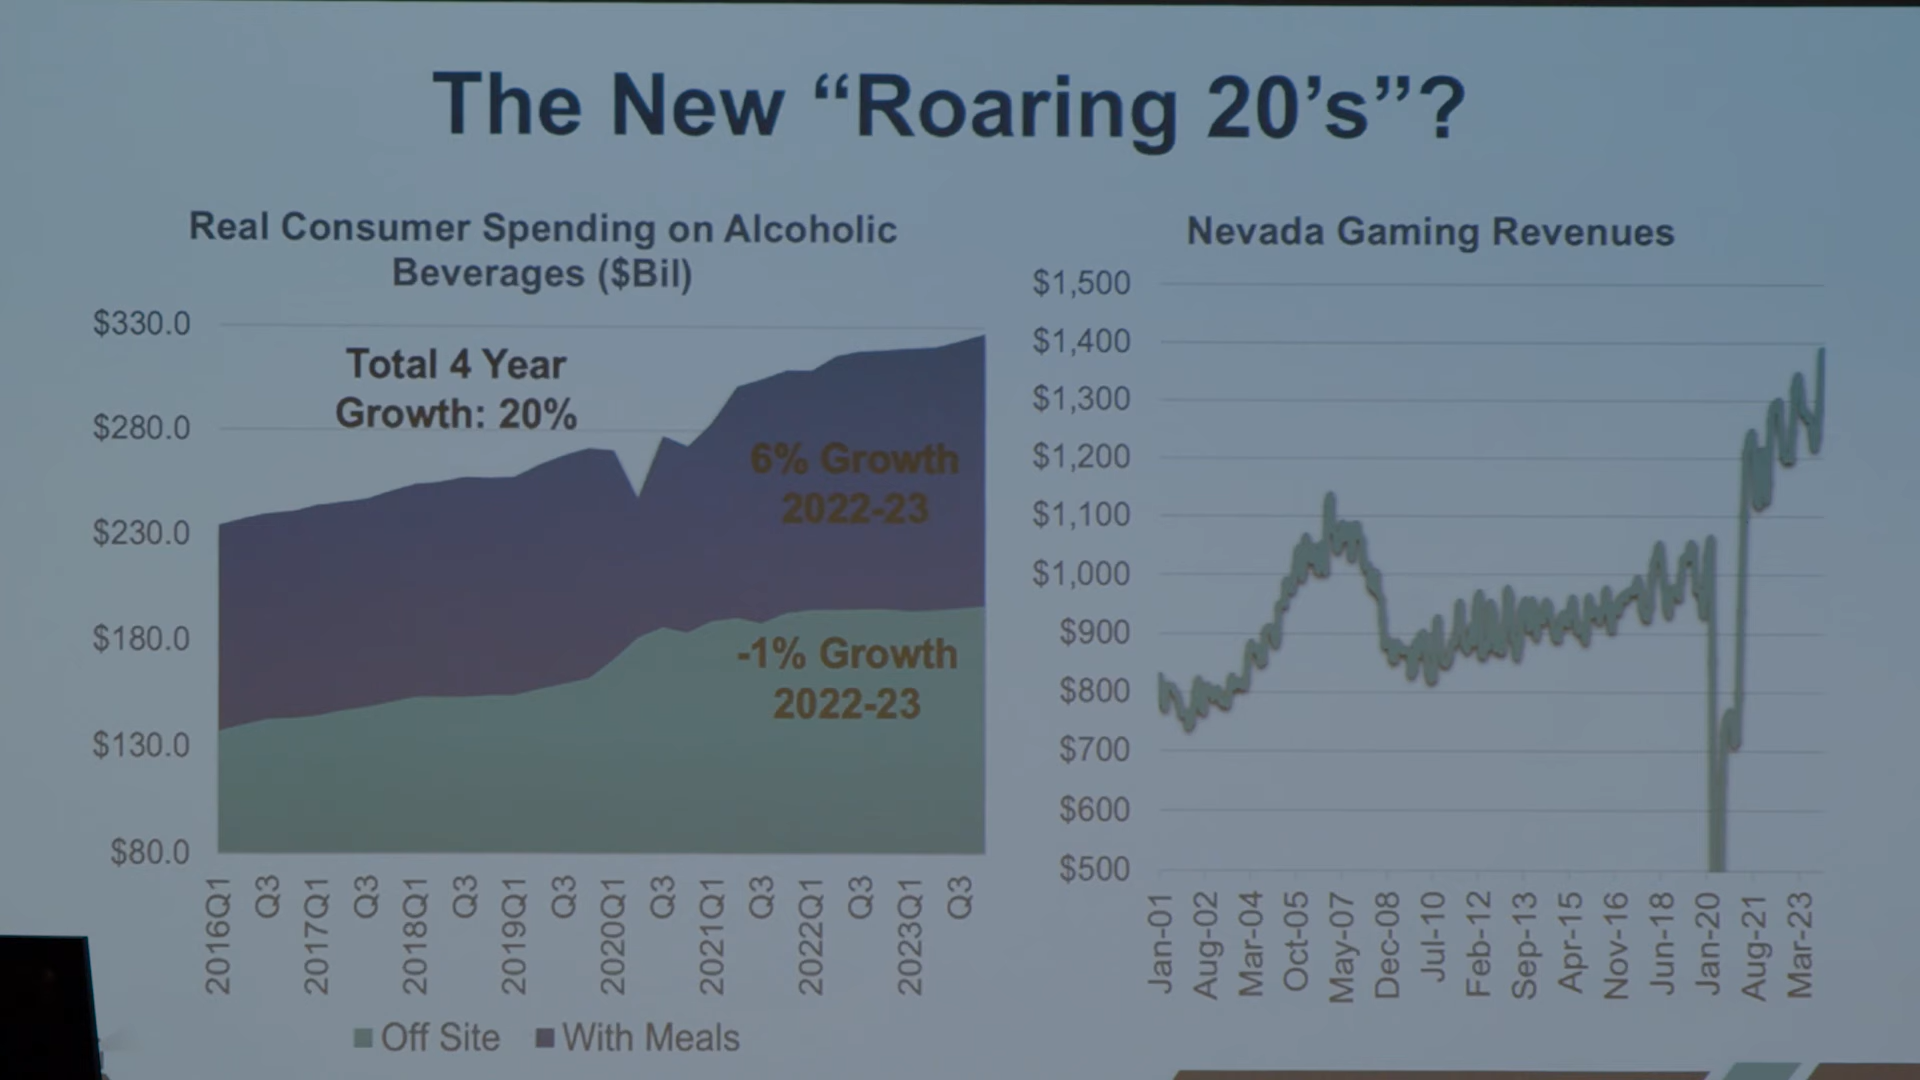 The New “Roaring 20’s”?
Real Consumer Spending on Alcoholic
Beverages ($Bil)
$330.0
$280.0
$230.0
$180.0
$130.0
$80.0
Total 4 Year
Growth: 20%
6% Growth
2022-23
-1% Growth
2022-23
2016Q1
Q3
2017Q1
Q3
2018Q1
Q3
2019Q1
Q3
2020Q1
Q3
2021Q1
Q3
2022Q1
Q3
2023Q1
Q3
Off Site
With Meals
Nevada Gaming Revenues
$1,500
$1,400
$1,300
$1,200
$1,100
$1,000
$900
$800
$700
$600
$500
Jan-01
Aug-02
Mar-04
Oct-05
May-07
Dec-08
Jul-10
Feb-12
Sep-13
Apr-15
Nov-16
Jun-18
Jan-20
Aug-21
Mar-23